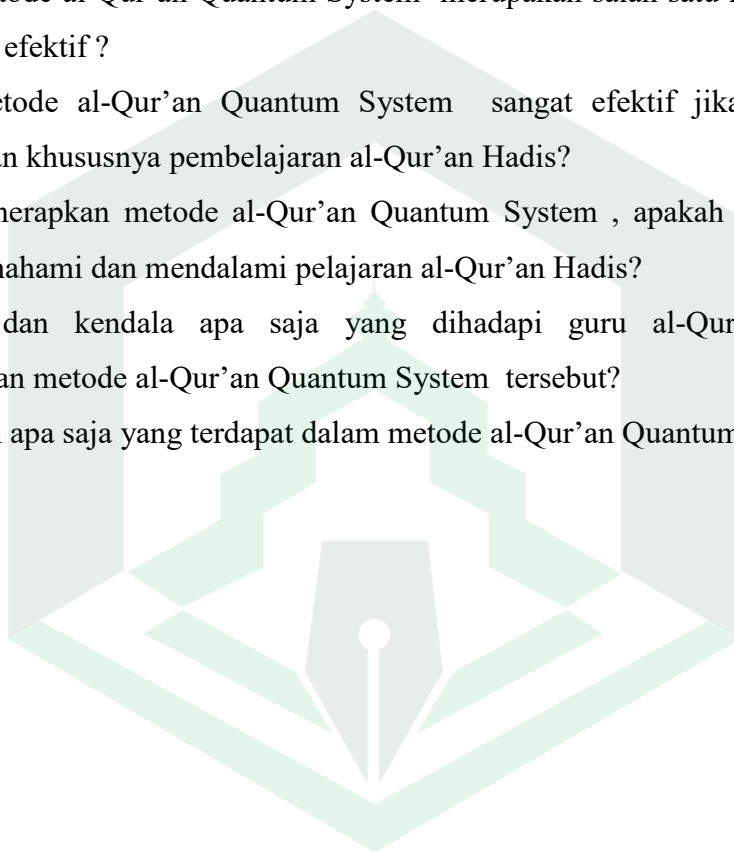 al-Qur'an Quantum System merupakan salah satu
efektif ?
etode al-Qur'an Quantum System sangat efektif jika
an khususnya pembelajaran al-Qur'an Hadis?
nerapkan metode al-Qur'an Quantum System , apakah
nahami dan mendalami pelajaran al-Qur'an Hadis?
dan kendala apa saja yang dihadapi guru al-Qur
an metode al-Qur'an Quantum System tersebut?
apa saja yang terdapat dalam metode al-Qur'an Quantum